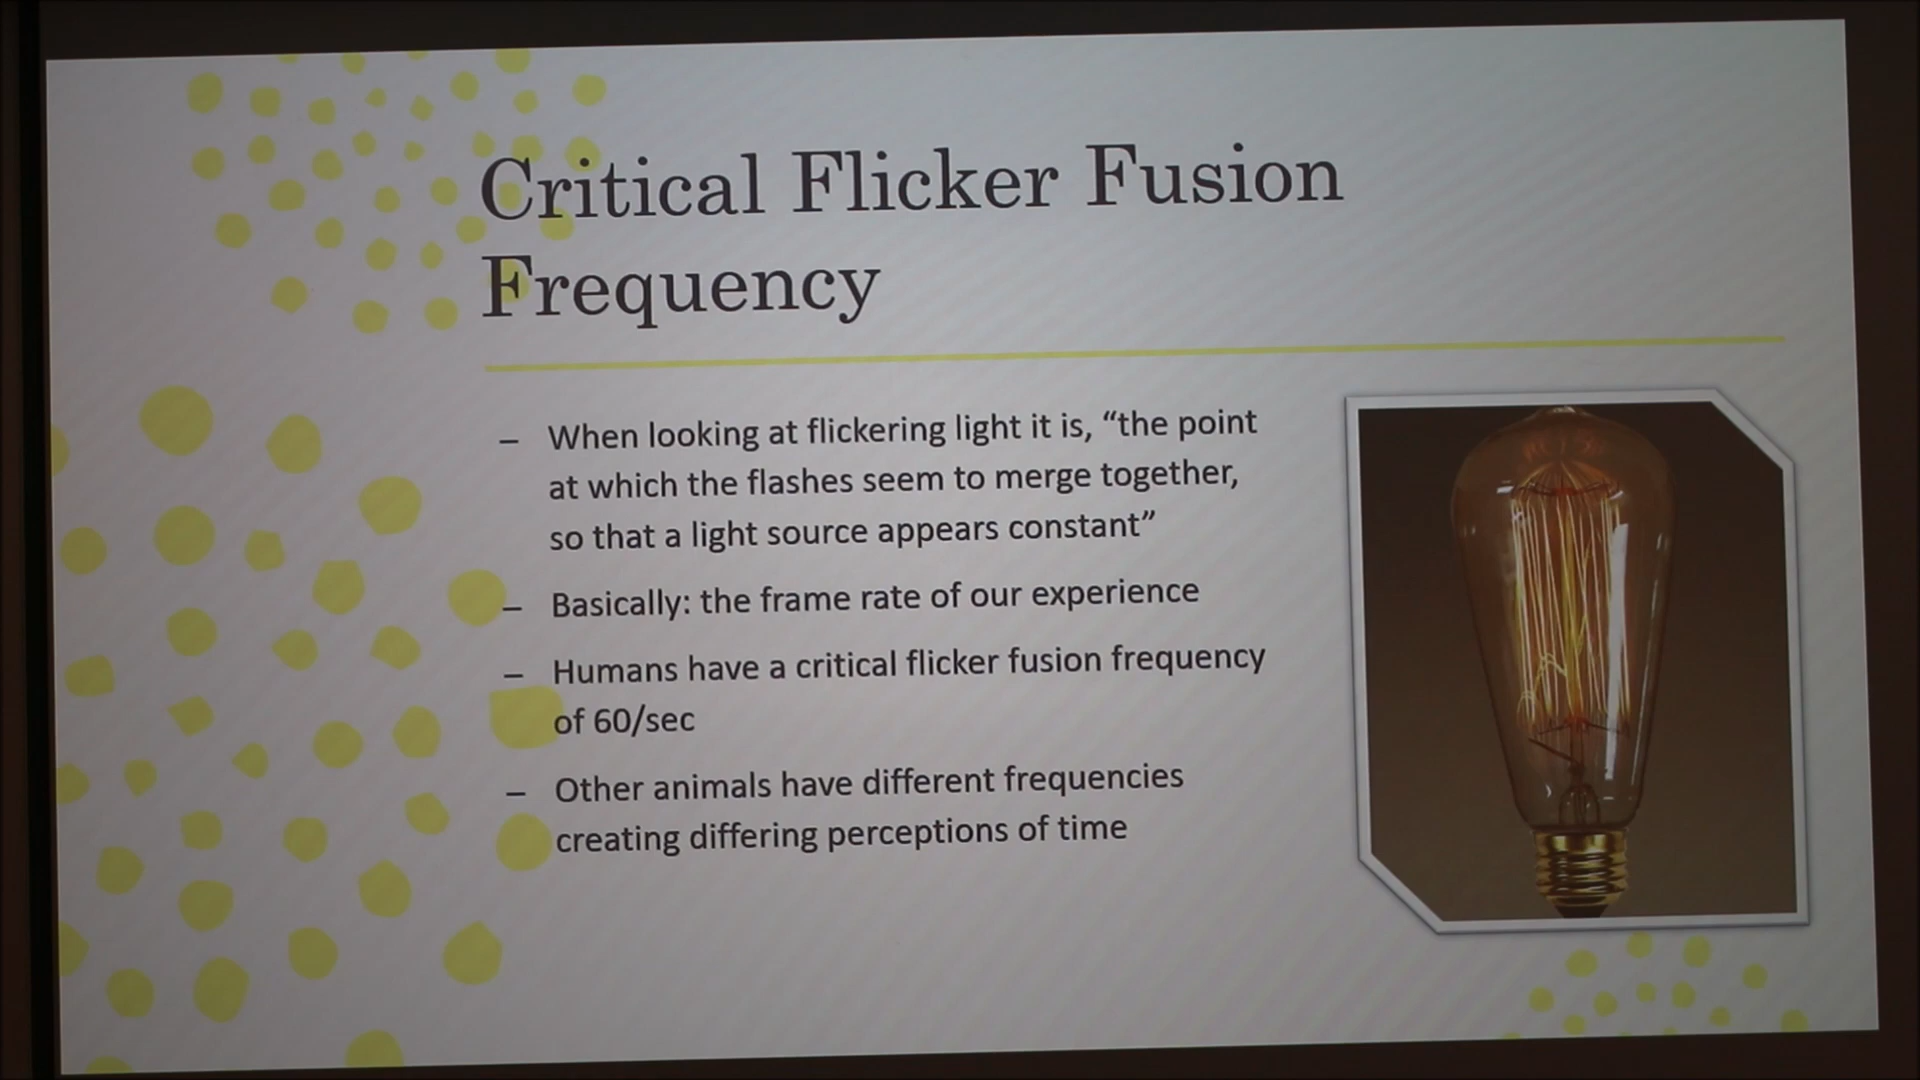 Critical Flicker Fusion
Frequency
– When looking at flickering light it is, “the point
at which the flashes seem to merge together,
so that a light source appears constant”
– Basically: the frame rate of our experience
– Humans have a critical flicker fusion frequency
of 60/sec
– Other animals have different frequencies
creating differing perceptions of time